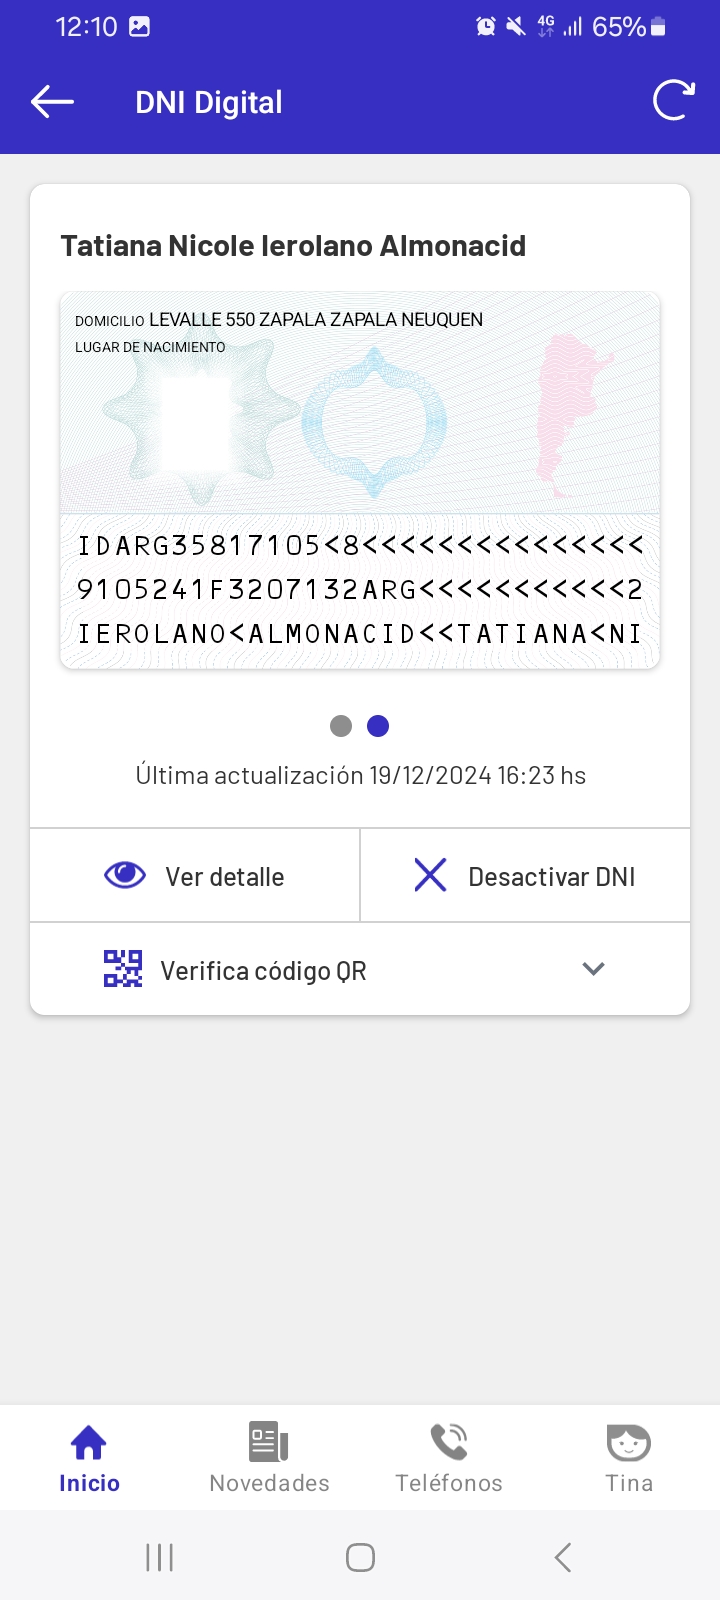 12:10 4G 65%
DNI Digital
Tatiana Nicole Ierolano Almonacid
DOMICILIO LEVALLE 550 ZAPALA ZAPALA NEUQUEN
LUGAR DE NACIMIENTO
IDARG35817105<8<<<<<<<<<<<<<<<
9105241F3207132ARG<<<<<<<<<<<2
IEROLANO<ALMONACID<<TATIANA<NI
Última actualización 19/12/2024 16:23 hs
Ver detalle
Desactivar DNI
Verifica código QR
Inicio
Novedades
Teléfonos
Tina